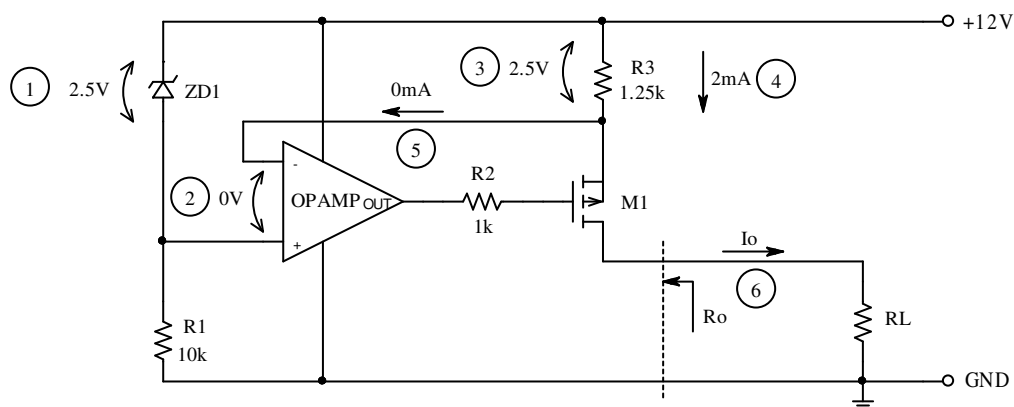 +12V
1
2.5V
ZD1
3
2.5V
R3
1.25k
2mA
4
0mA
5
2
0V
-
OPAMP
OUT
+
R2
1k
M1
Io
6
Ro
R1
10k
RL
GND